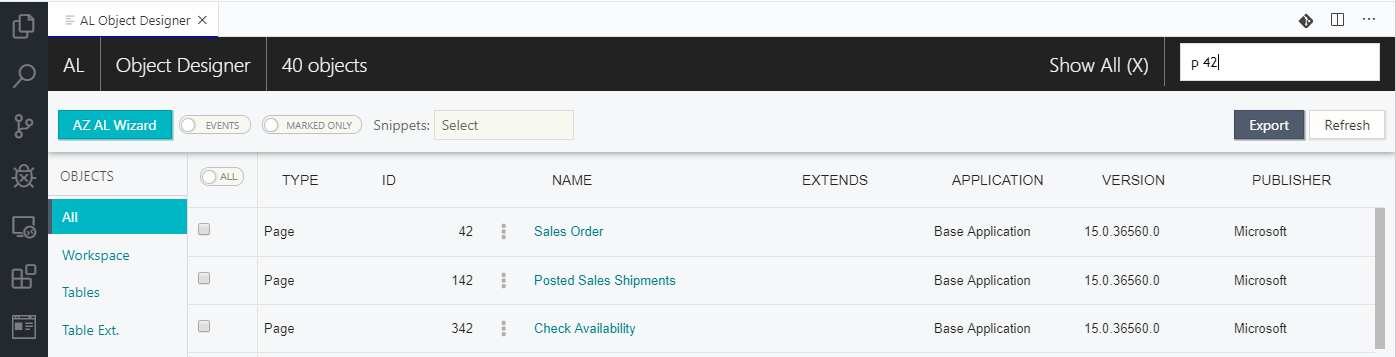 AL Object Designer
AL Object Designer 40 objects Show All (X) p 42
AZ AL Wizard EVENTS MARKED ONLY Snippets: Select Export Refresh
OBJECTS ALL TYPE ID NAME EXTENDS APPLICATION VERSION PUBLISHER
All
Page 42 Sales Order Base Application 15.0.36560.0 Microsoft
Workspace
Page 142 Posted Sales Shipments Base Application 15.0.36560.0 Microsoft
Tables
Table Ext.
Page 342 Check Availability Base Application 15.0.36560.0 Microsoft